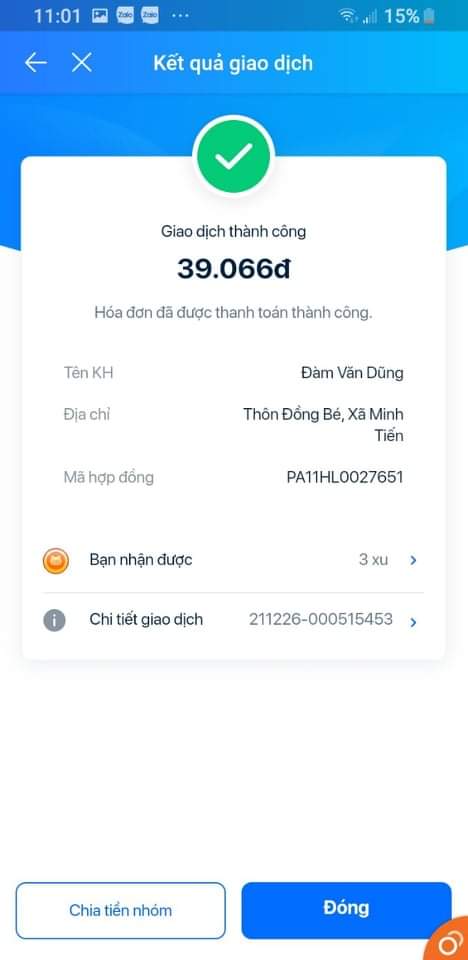 11:01 Zalo Zalo ... 15%
Kết quả giao dịch
Giao dịch thành công
39.066đ
Hóa đơn đã được thanh toán thành công.
Tên KH Đàm Văn Dũng
Địa chỉ Thôn Đồng Bé, Xã Minh
Tiến
Mã hợp đồng PA11HL0027651
Bạn nhận được 3 xu
Chi tiết giao dịch 211226-000515453
Chia tiền nhóm Đóng